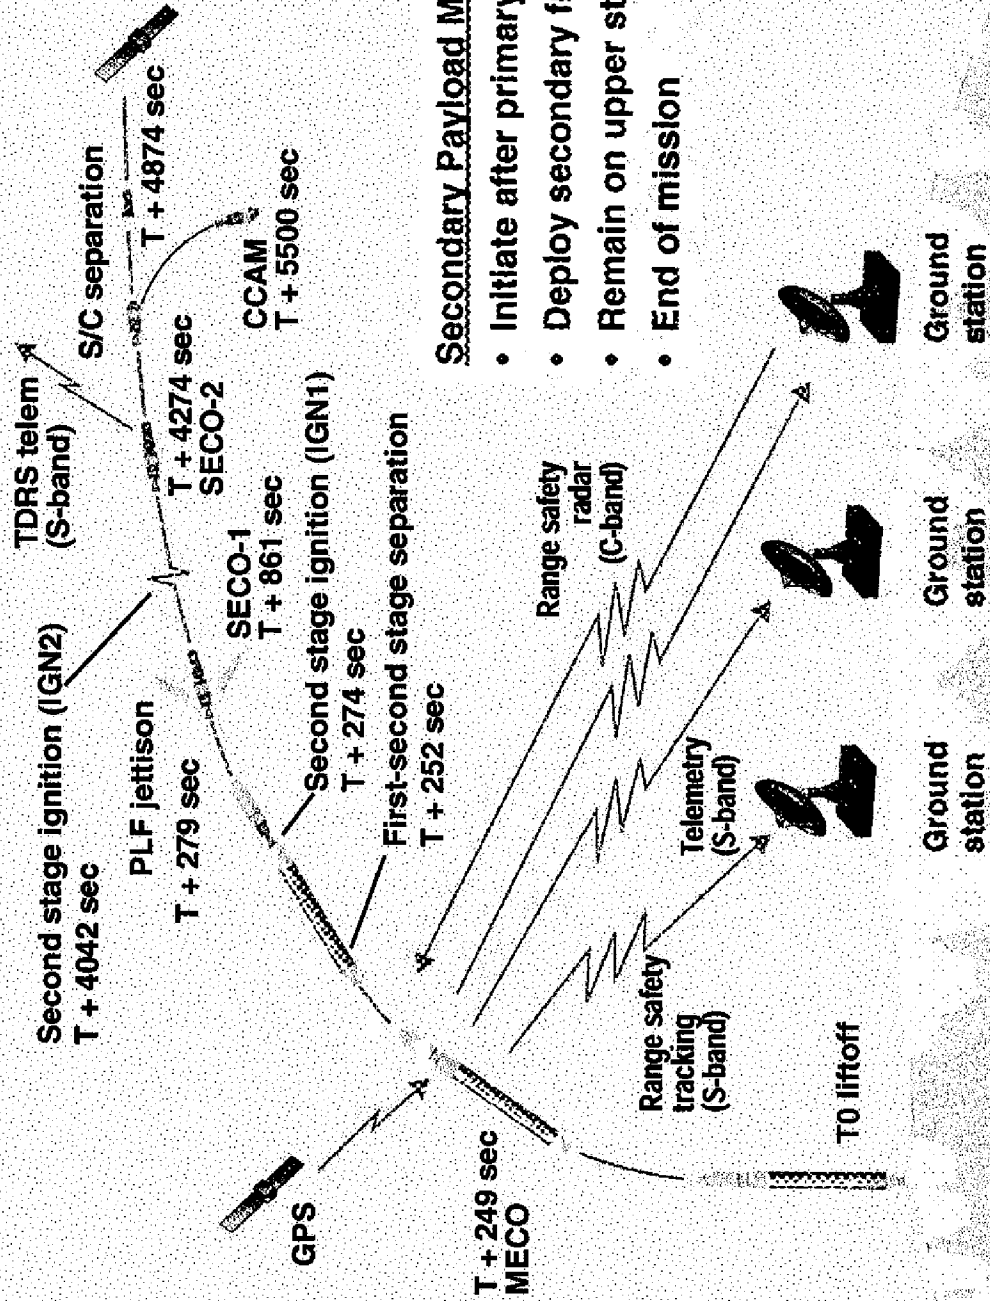 TDRS telem
(S-band)
S/C separation
T + 4874 sec
Second stage ignition (IGN2)
T + 4042 sec
T + 4274 sec
SECO-2
CCAM
T + 5500 sec
PLF jettison
T + 279 sec
SECO-1
T + 861 sec
Second stage ignition (IGN1)
T + 274 sec
First-second stage separation
T + 252 sec
GPS
T + 249 sec
MECO
Secondary Payload M
• Initiate after primary
• Deploy secondary f
• Remain on upper st
• End of mission
Range safety
radar
(C-band)
Telemetry
(S-band)
Range safety
tracking
(S-band)
T0 liftoff
Ground
station
Ground
station
Ground
station